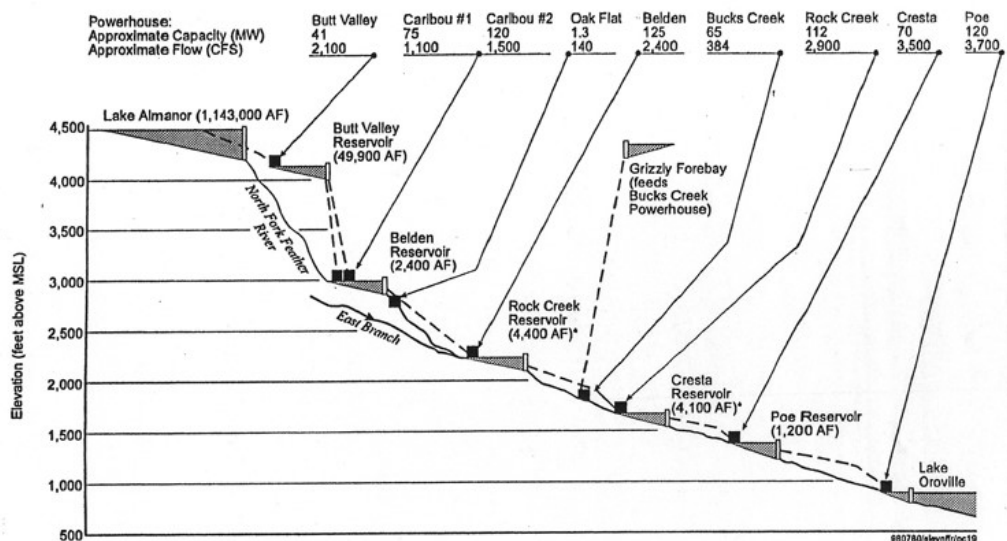 Powerhouse: Butt Valley Caribou #1 Caribou #2 Oak Flat Belden Bucks Creek Rock Creek Cresta Poe
Approximate Capacity (MW) 41 75 120 1.3 125 65 112 70 120
Approximate Flow (CFS) 2,100 1,100 1,500 140 2,400 384 2,900 3,500 3,700
Lake Almanor (1,143,000 AF)
4,500
Butt Valley
Reservoir
(49,900 AF)
Grizzly Forebay
(feeds
Bucks Creek
Powerhouse)
4,000
North Fork Feather
River
3,500
Belden
Reservoir
(2,400 AF)
3,000
East Branch
Rock Creek
Reservoir
(4,400 AF)*
2,500
Elevation (feet above MSL)
2,000
Cresta
Reservoir
(4,100 AF)*
Poe Reservoir
(1,200 AF)
1,500
Lake
Oroville
1,000
500